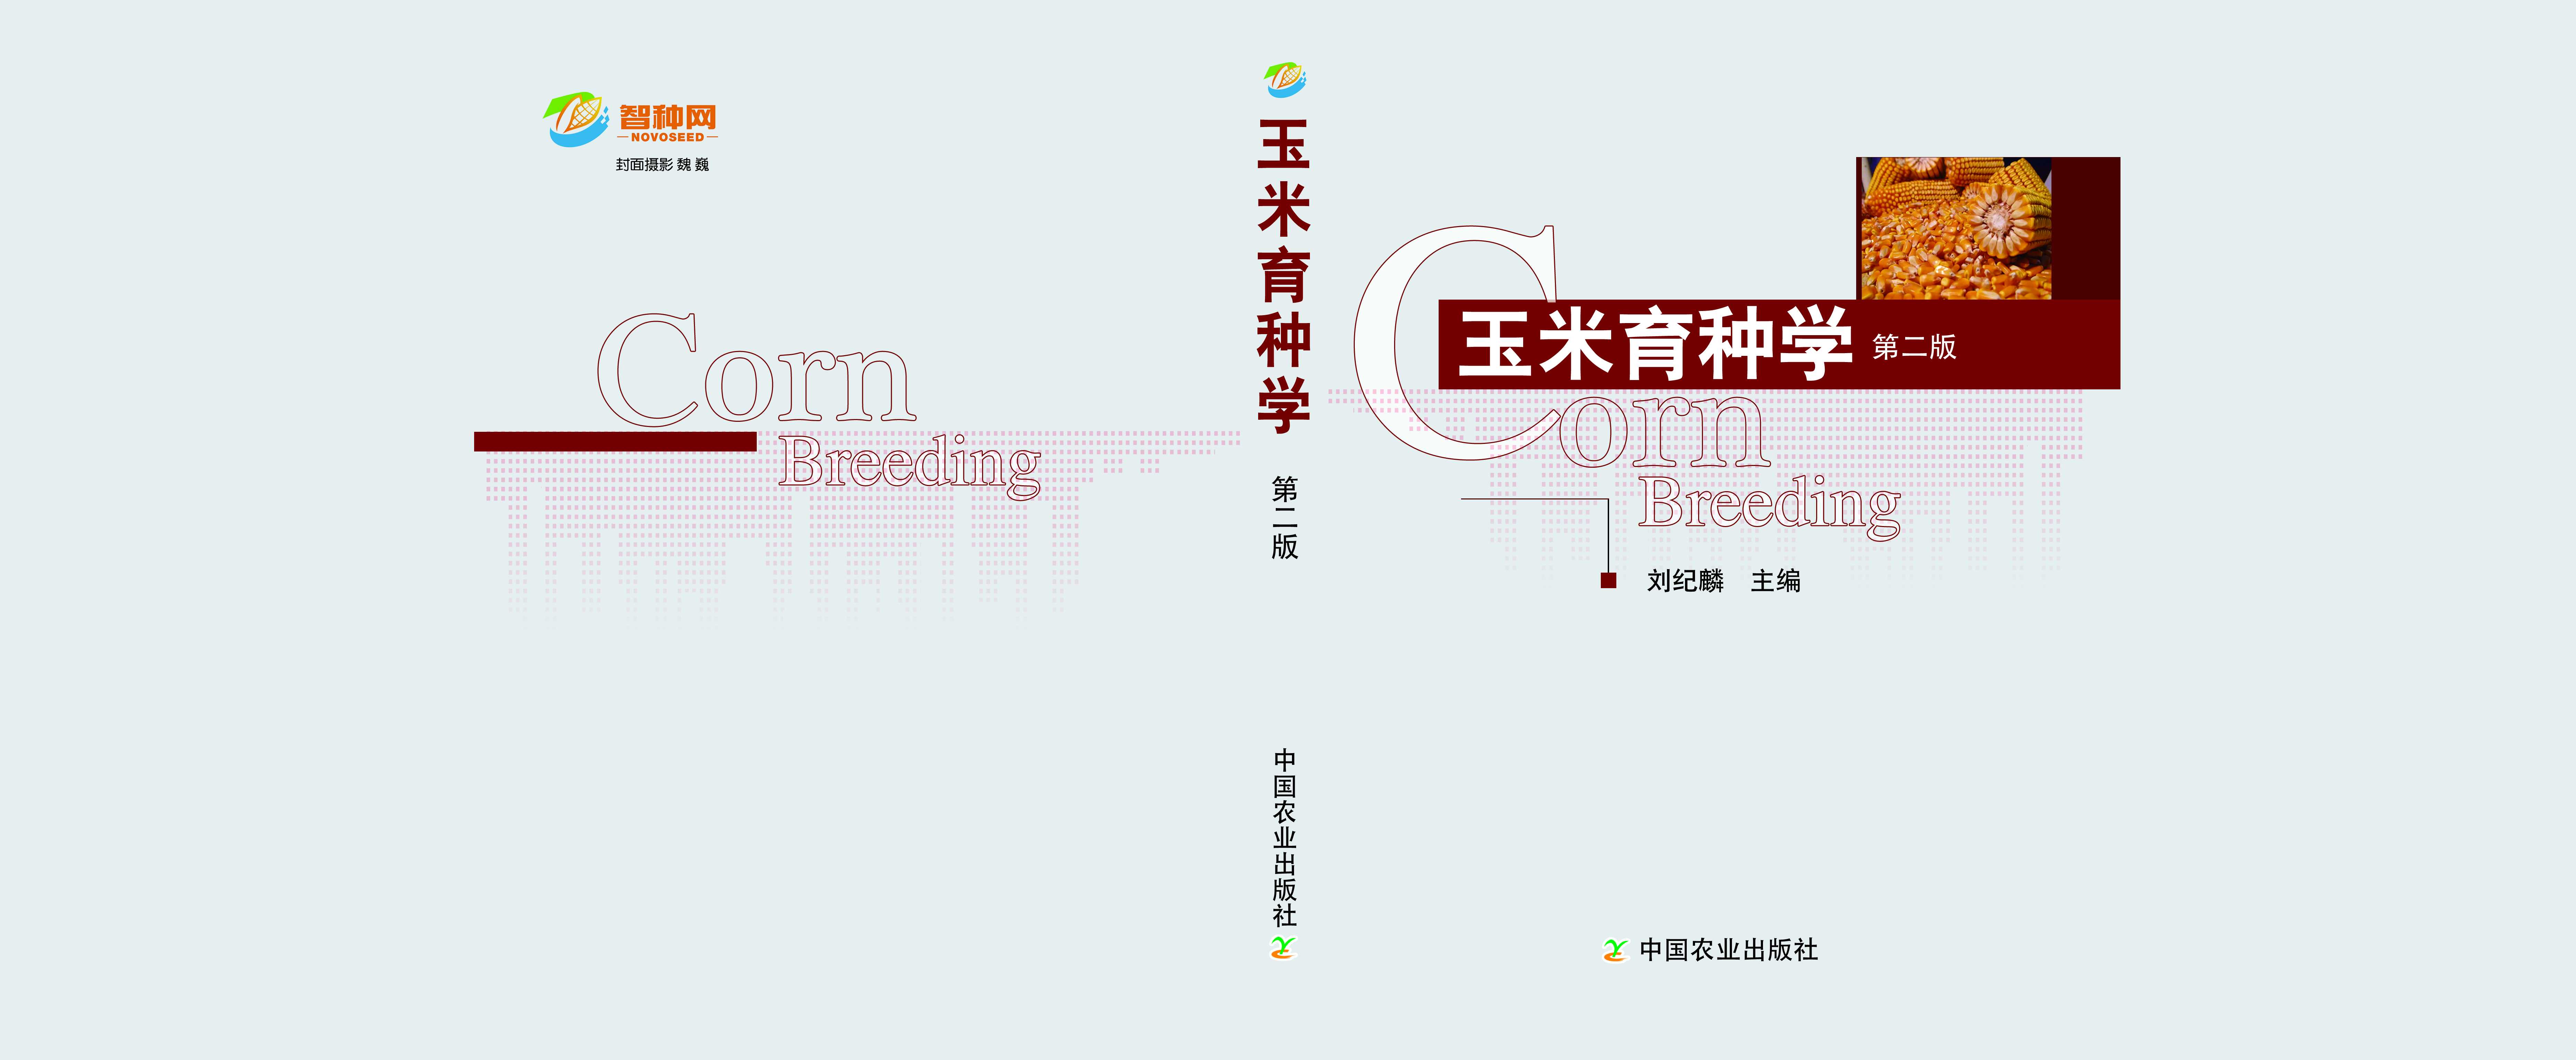 智种网
NOVOSEED
封面摄影 魏 巍
Corn
Breeding
玉米育种学
第二版
中国农业出版社
玉米育种学 第二版
Corn
Breeding
刘纪麟 主编
中国农业出版社